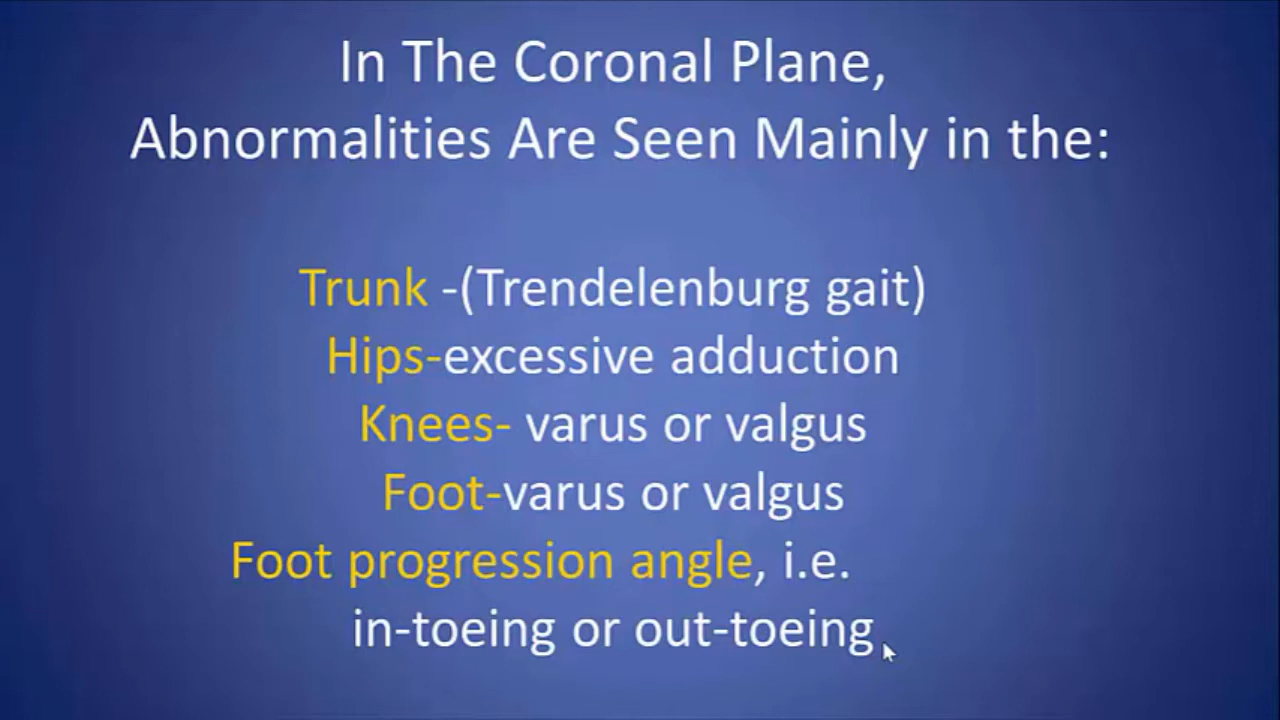 In The Coronal Plane,
Abnormalities Are Seen Mainly in the:
Trunk -(Trendelenburg gait)
Hips-excessive adduction
Knees- varus or valgus
Foot-varus or valgus
Foot progression angle, i.e.
in-toeing or out-toeing